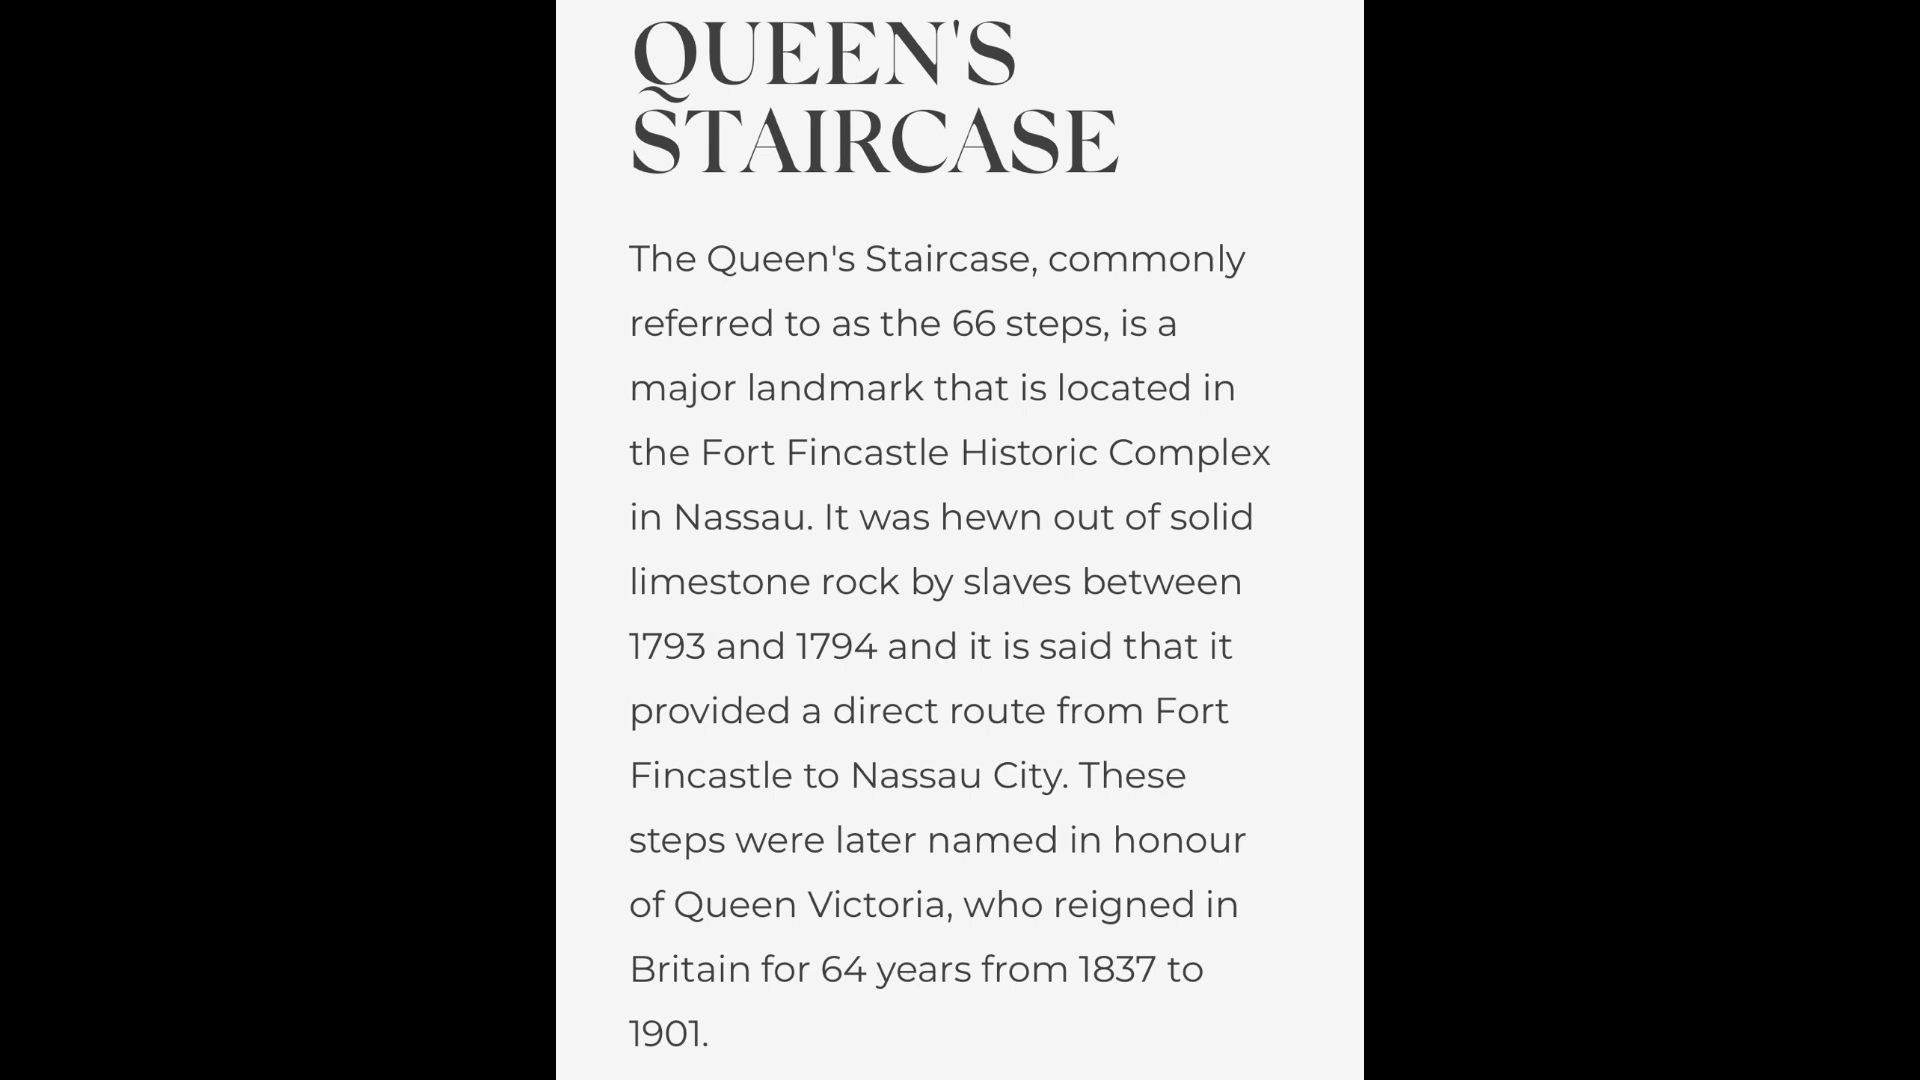 QUEEN'S
STAIRCASE
The Queen's Staircase, commonly
referred to as the 66 steps, is a
major landmark that is located in
the Fort Fincastle Historic Complex
in Nassau. It was hewn out of solid
limestone rock by slaves between
1793 and 1794 and it is said that it
provided a direct route from Fort
Fincastle to Nassau City. These
steps were later named in honour
of Queen Victoria, who reigned in
Britain for 64 years from 1837 to
1901.